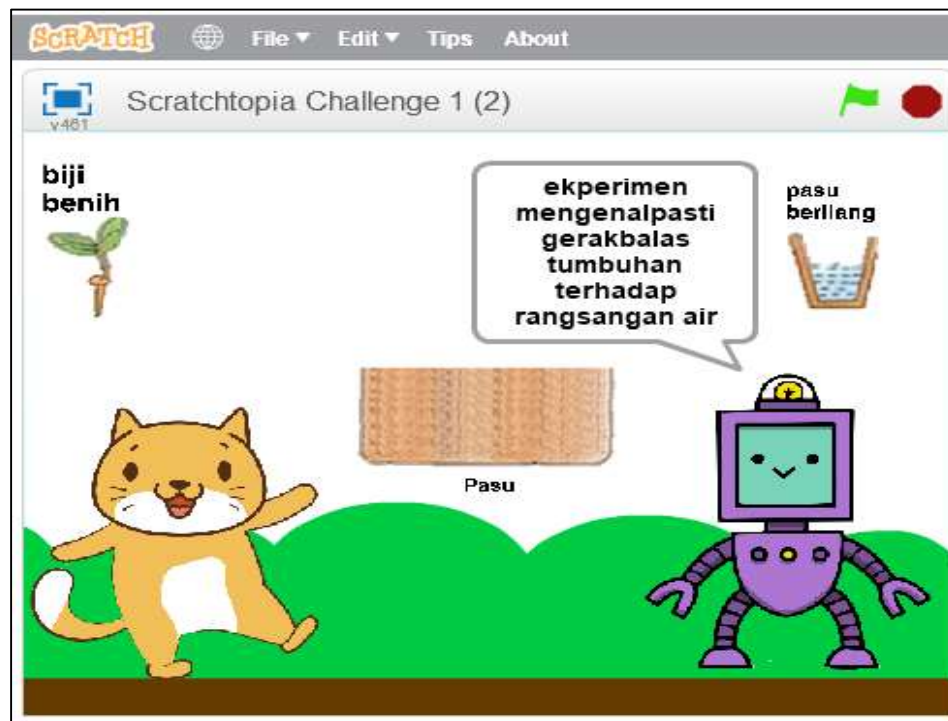 SCRATCH File Edit Tips About
Scratchtopia Challenge 1 (2)
v461
biji
benih
ekperimen
mengenalpasti
gerakbalas
tumbuhan
terhadap
rangsangan air
pasu
berliang
Pasu